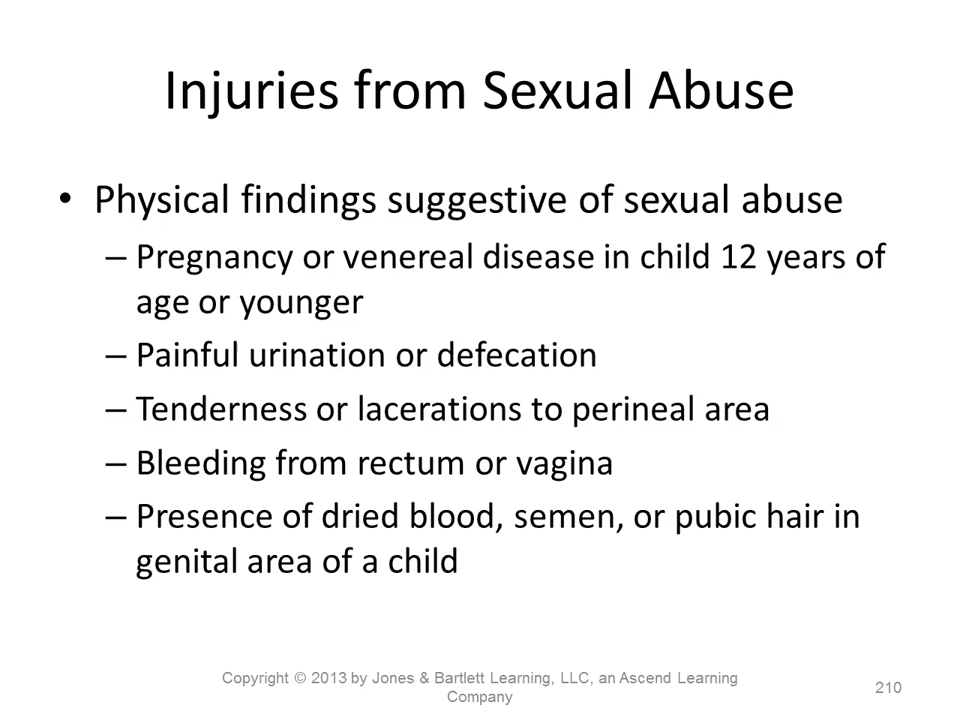 Injuries from Sexual Abuse
• Physical findings suggestive of sexual abuse
– Pregnancy or venereal disease in child 12 years of
age or younger
– Painful urination or defecation
– Tenderness or lacerations to perineal area
– Bleeding from rectum or vagina
– Presence of dried blood, semen, or pubic hair in
genital area of a child
Copyright © 2013 by Jones & Bartlett Learning, LLC, an Ascend Learning
Company
210